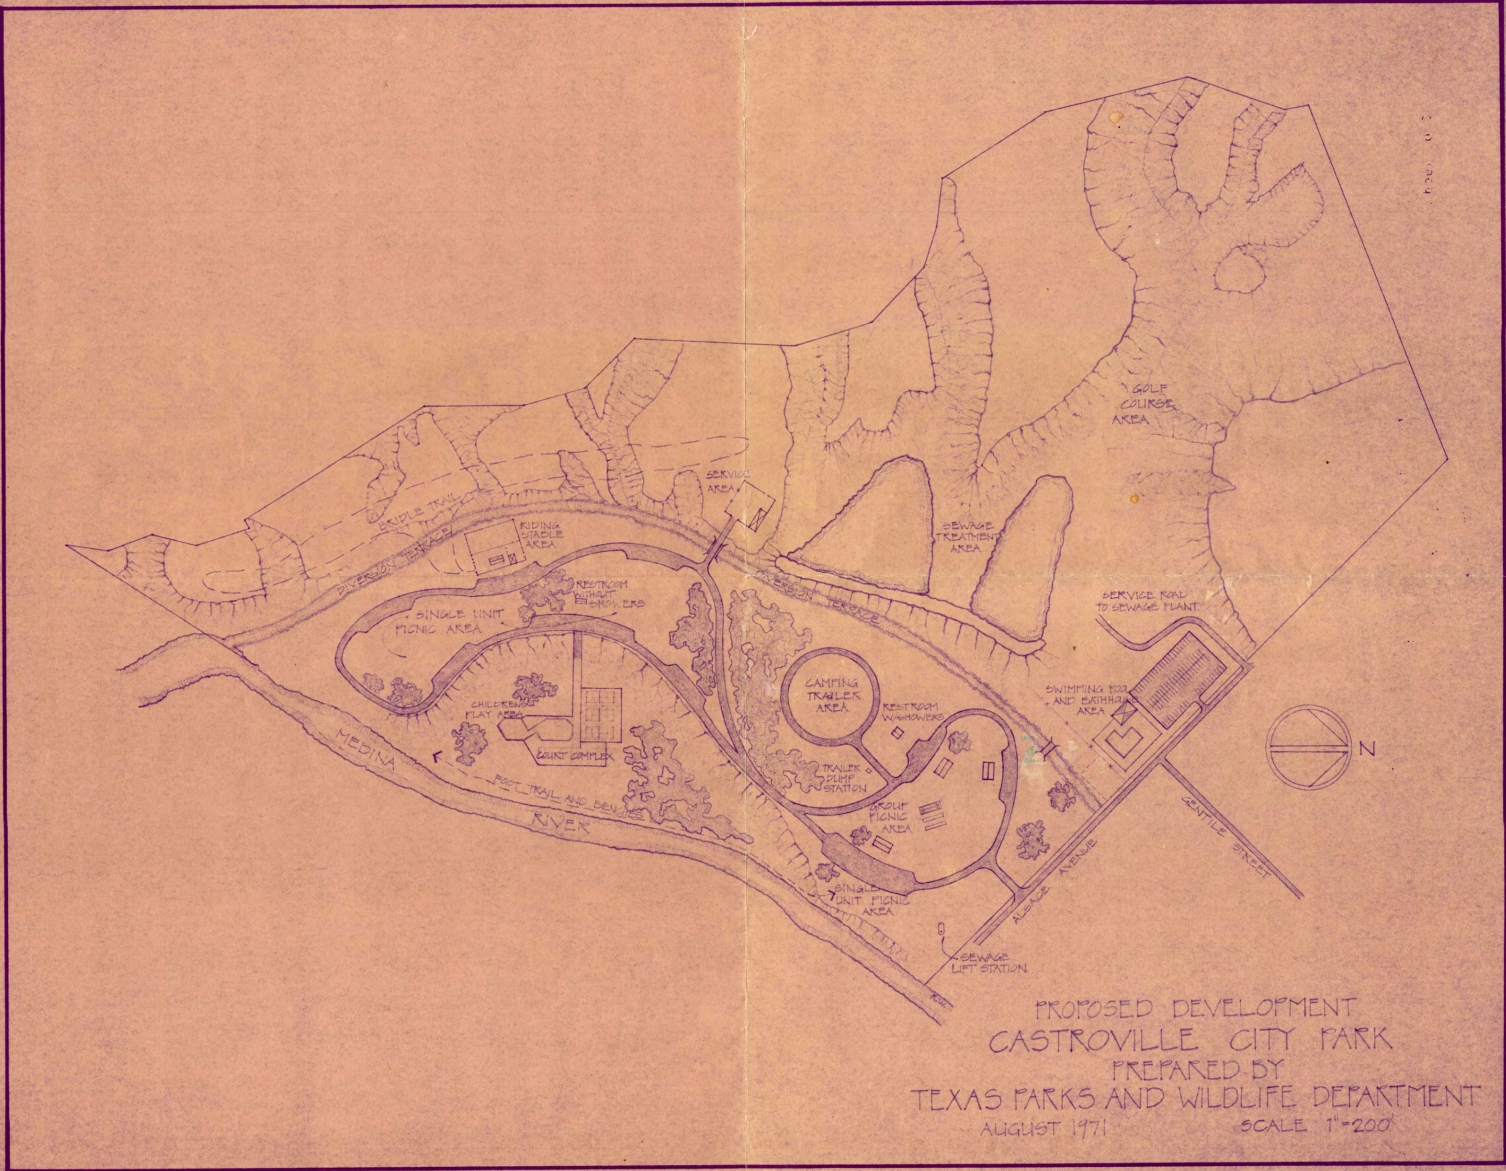 GOLF
COURSE
AREA
SERVICE
AREA
BRIDLE TRAIL
RIDING
STABLE
AREA
SEWAGE
TREATMENT
AREA
DIVERSION TERRACE
DIVERSION TERRACE
RESTROOM
WITHOUT
SHOWERS
SINGLE UNIT
PICNIC AREA
SERVICE ROAD
TO SEWAGE PLANT
CAMPING
TRAILER
AREA
SWIMMING POOL
AND BATHHOUSE
AREA
RESTROOM
W/SHOWERS
CHILDRENS
PLAY AREA
COURT COMPLEX
MEDINA
RIVER
FOOT TRAIL AND BENCHES
TRAILER
DUMP
STATION
GROUP
PICNIC
AREA
N
GENTILE
STREET
ALSACE AVENUE
SINGLE
UNIT PICNIC
AREA
SEWAGE
LIFT STATION
PROPOSED DEVELOPMENT
CASTROVILLE CITY PARK
PREPARED BY
TEXAS PARKS AND WILDLIFE DEPARTMENT
AUGUST 1971 SCALE 1"=200'